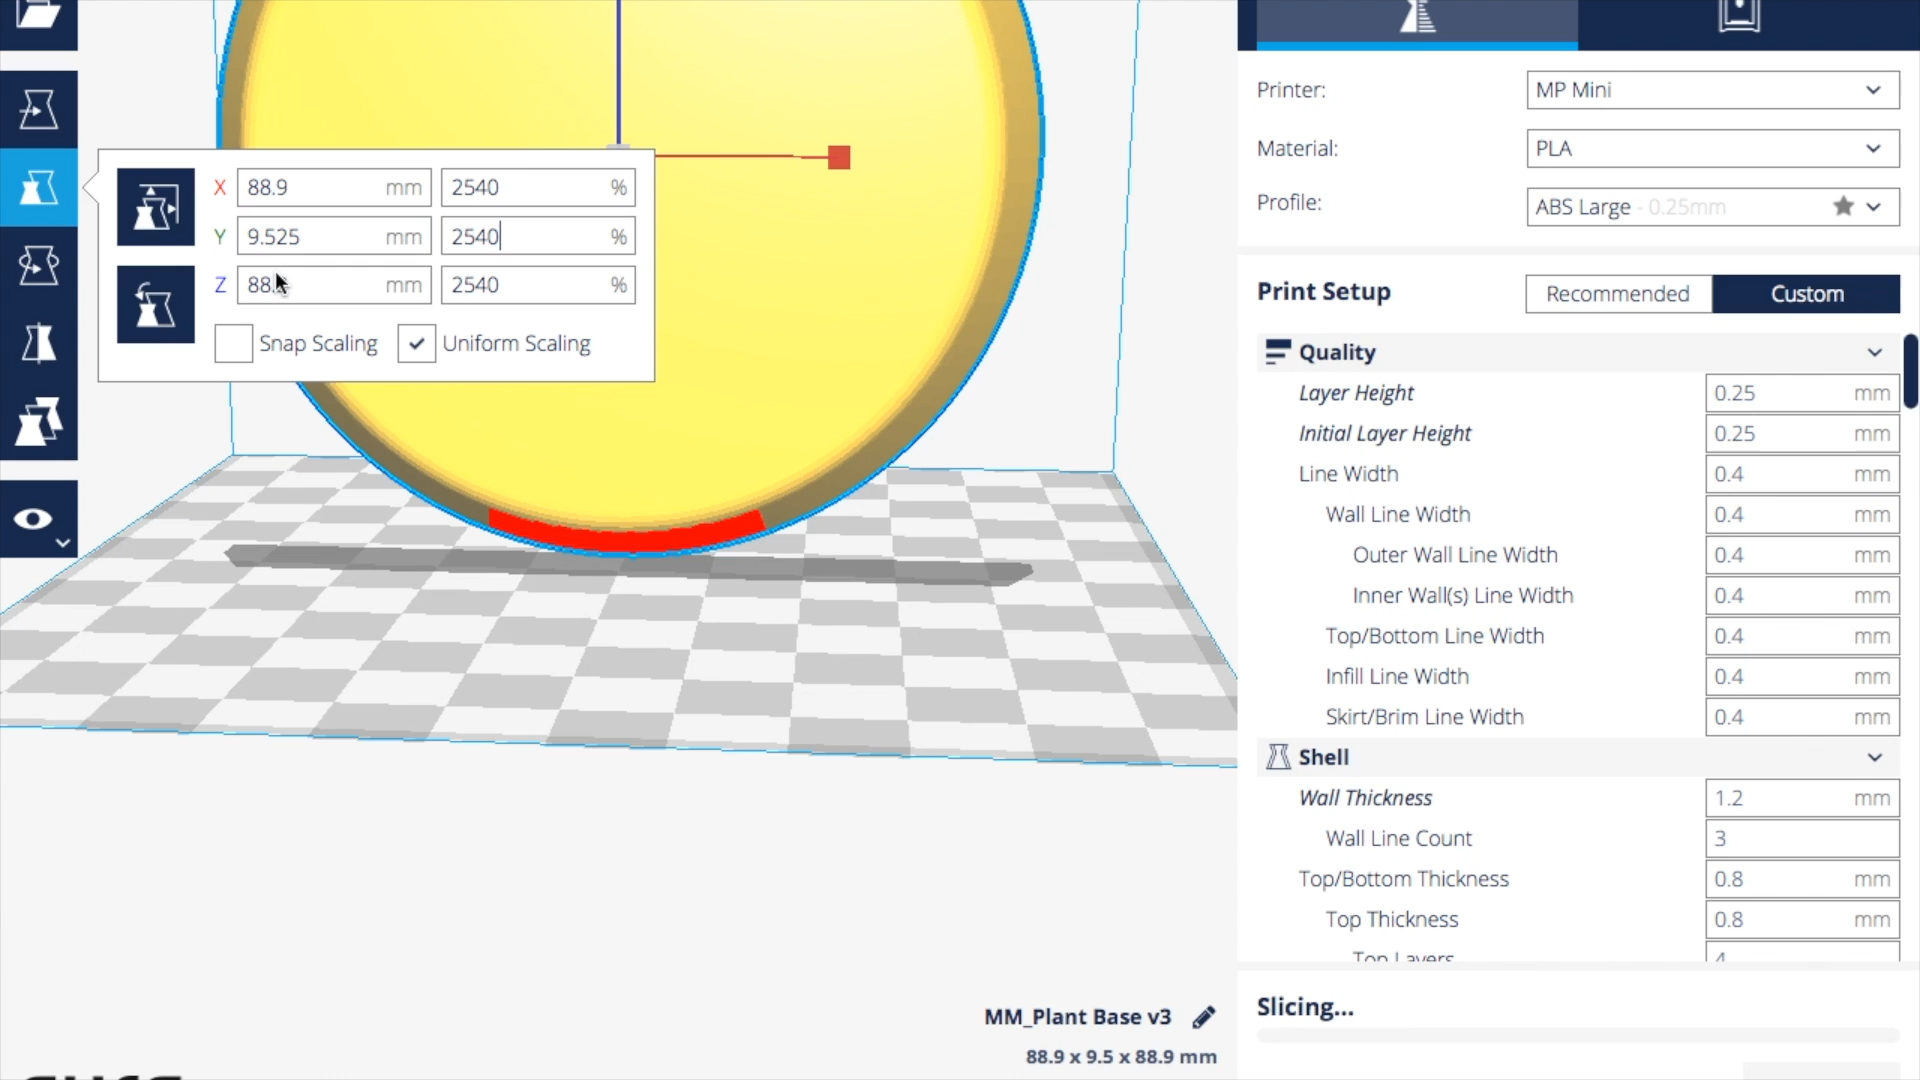 Printer:
MP Mini
Material:
PLA
Profile:
ABS Large - 0.25mm
X 88.9 mm 2540 %
Y 9.525 mm 2540 %
Z 88. mm 2540 %
Snap Scaling
Uniform Scaling
Print Setup
Recommended
Custom
Quality
Layer Height 0.25 mm
Initial Layer Height 0.25 mm
Line Width 0.4 mm
Wall Line Width 0.4 mm
Outer Wall Line Width 0.4 mm
Inner Wall(s) Line Width 0.4 mm
Top/Bottom Line Width 0.4 mm
Infill Line Width 0.4 mm
Skirt/Brim Line Width 0.4 mm
Shell
Wall Thickness 1.2 mm
Wall Line Count 3
Top/Bottom Thickness 0.8 mm
Top Thickness 0.8 mm
Top Layers 4
MM_Plant Base v3
88.9 x 9.5 x 88.9 mm
Slicing...